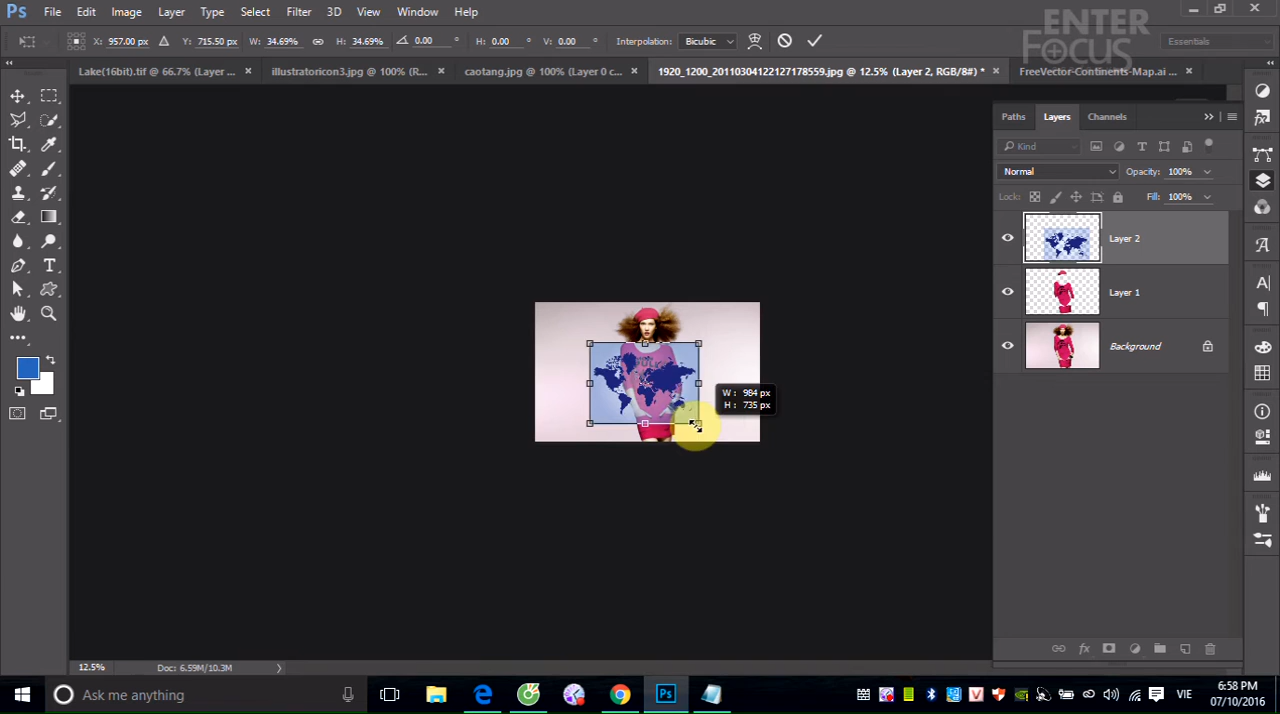 Ps File Edit Image Layer Type Select Filter 3D View Window Help
ENTER
FOCUS
X: 957.00 px Y: 715.50 px W: 34.69% H: 34.69% 0.00 ° H: 0.00 ° V: 0.00 ° Interpolation: Bicubic Essentials
Lake(16bit).tif @ 66.7% (Layer ... × illustratoricon3.jpg @ 100% (R... × caotang.jpg @ 100% (Layer 0 c... × 1920_1200_20110304122127178559.jpg @ 12.5% (Layer 2, RGB/8#) * × FreeVector-Continents-Map.ai ... ×
Paths Layers Channels
Kind
Normal Opacity: 100%
Lock: Fill: 100%
Layer 2
Layer 1
Background
W: 984 px
H: 735 px
12.5% Doc: 6.59M/10.3M
Ask me anything
VIE
6:58 PM
07/10/2016